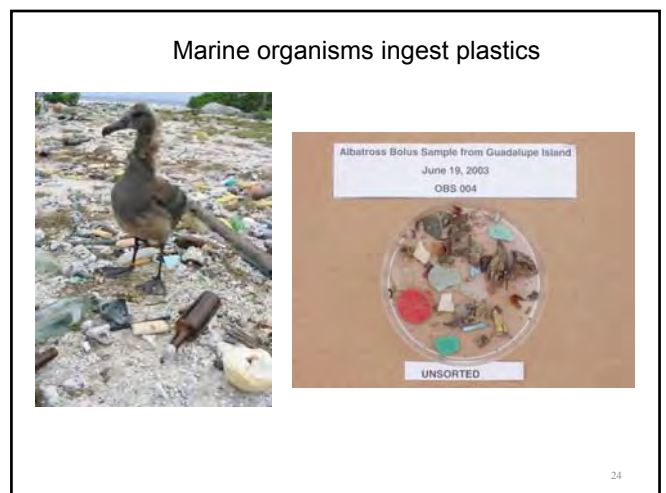 Marine organisms ingest plastics
Albatross Bolus Sample from Guadalupe Island
June 19, 2003
OBS 004
UNSORTED
24